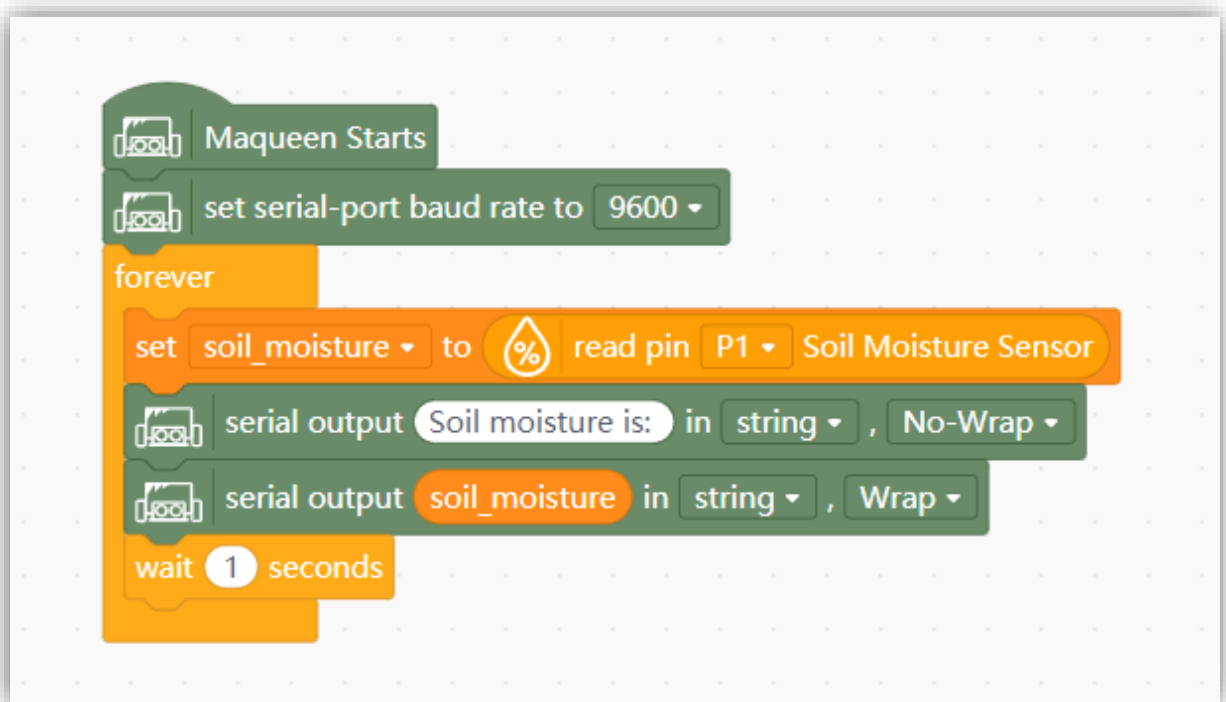 Maqueen Starts
set serial-port baud rate to 9600
forever
set soil_moisture to % read pin P1 Soil Moisture Sensor
serial output Soil moisture is: in string , No-Wrap
serial output soil_moisture in string , Wrap
wait 1 seconds